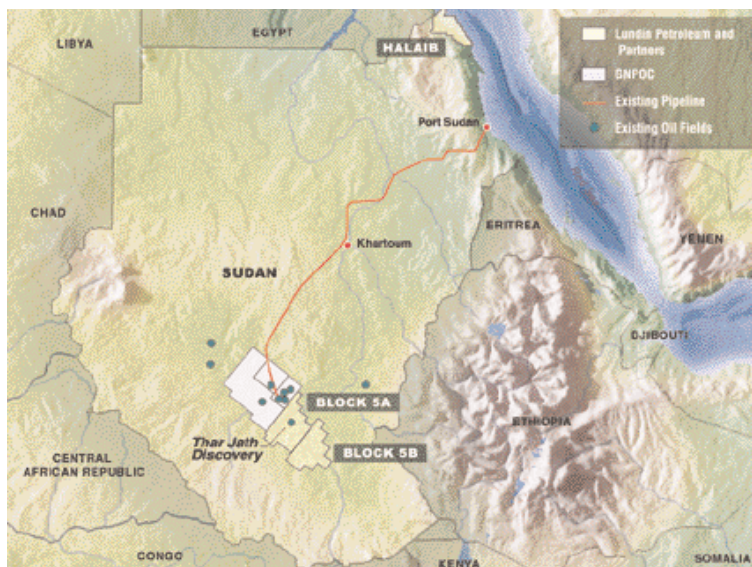 LIBYA
EGYPT
HALAIB
Lundin Petroleum and
Partners
GNPOC
Existing Pipeline
Existing Oil Fields
Port Sudan
CHAD
ERITREA
YEMEN
Khartoum
SUDAN
DJIBOUTI
BLOCK 5A
ETHIOPIA
Thar Jath
Discovery
BLOCK 5B
CENTRAL
AFRICAN REPUBLIC
CONGO
KENYA
SOMALIA